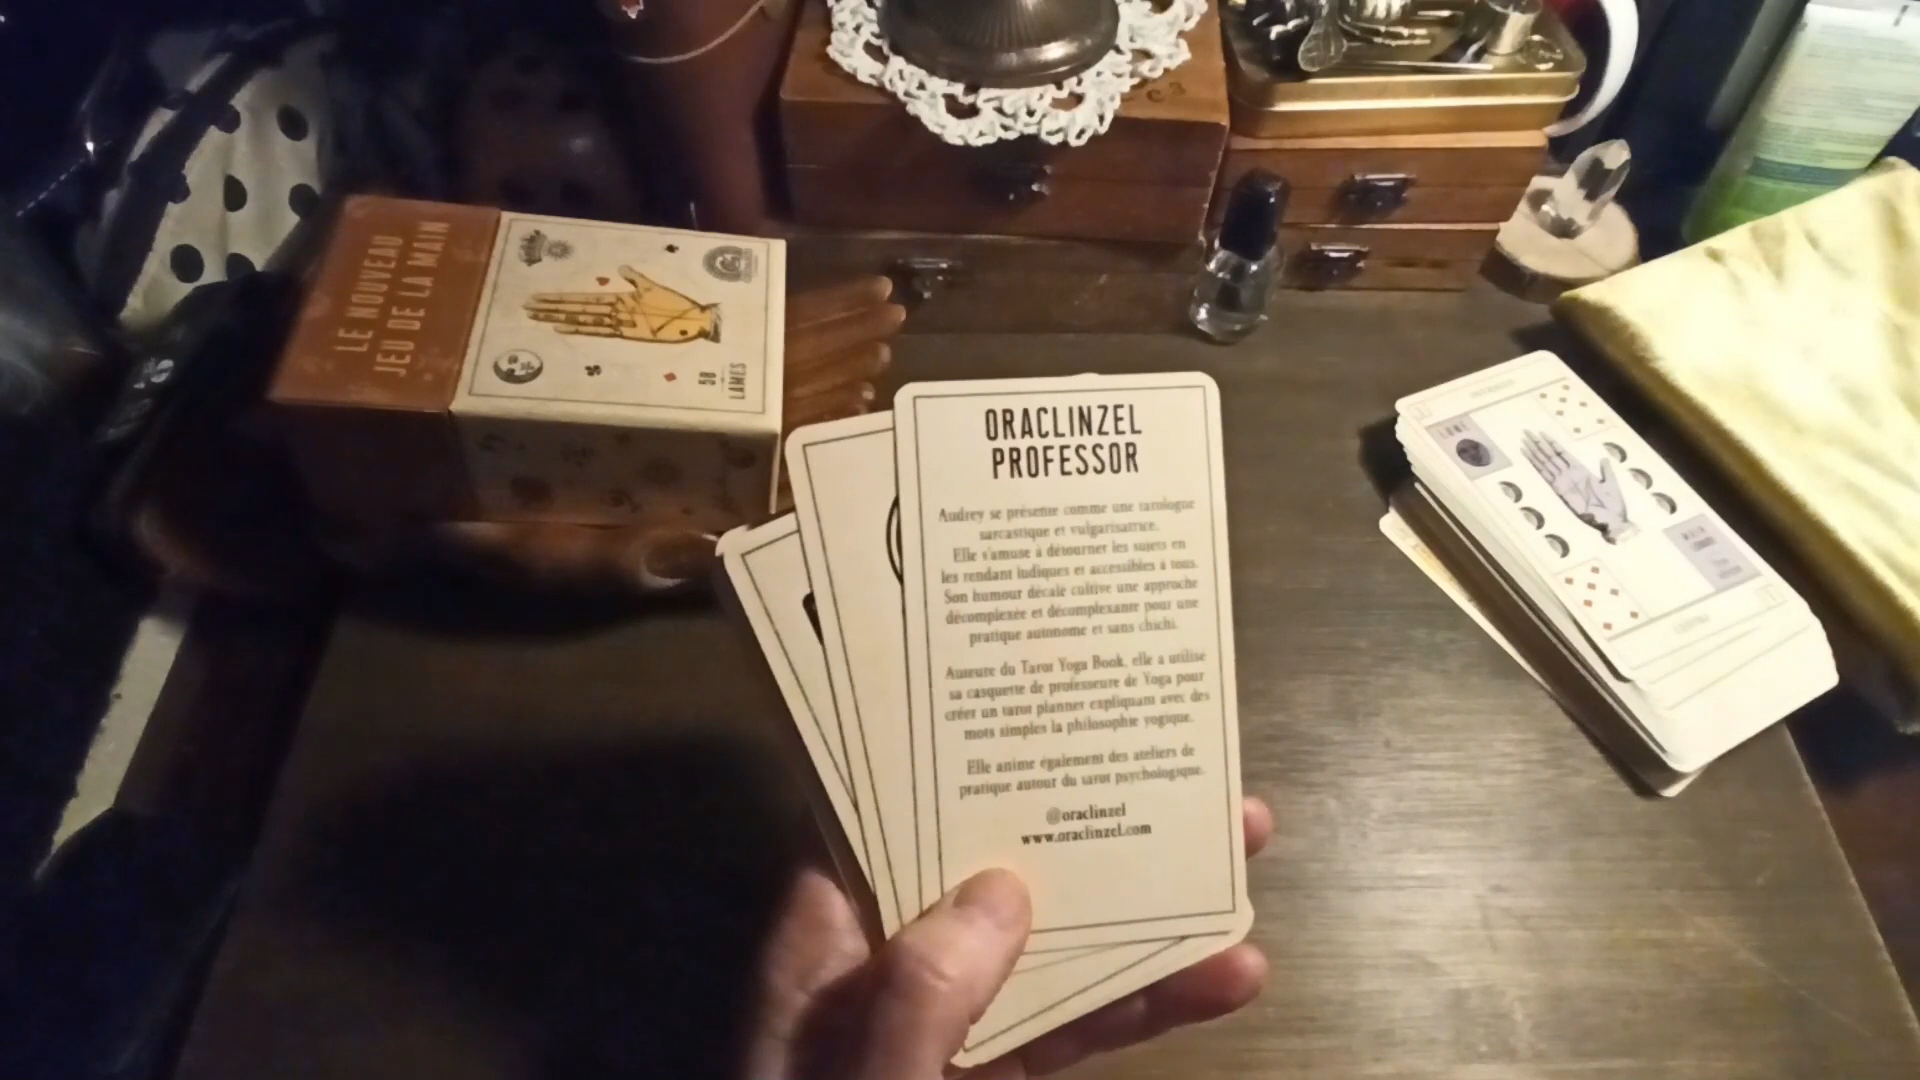 LE NOUVEAU
JEU DE LA MAIN
58
LAMES
ORACLINZEL
PROFESSOR
Audrey se présente comme une tarologue
sarcastique et vulgarisatrice.
Elle s'amuse à détourner les sujets en
les rendant ludiques et accessibles à tous.
Son humour décalé cultive une approche
décomplexée et décomplexante pour une
pratique autonome et sans chichi.
Auteure du Tarot Yoga Book, elle a utilisé
sa casquette de professeure de Yoga pour
créer un tarot planner expliquant avec des
mots simples la philosophie yogique.
Elle anime également des ateliers de
pratique autour du tarot psychologique.
@oraclinzel
www.oraclinzel.com
LUNE